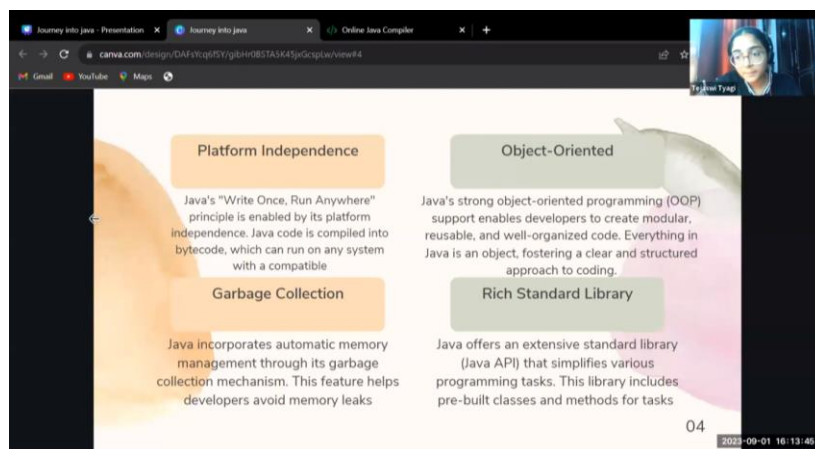 Journey into java - Presentation
Journey into java
Online Java Compiler
canva.com/design/DAFsYcq6fSY/gibHr0BSTA5K45jxGcspLw/view#4
Gmail
YouTube
Maps
Tejaswi Tyagi
Platform Independence
Java's "Write Once, Run Anywhere"
principle is enabled by its platform
independence. Java code is compiled into
bytecode, which can run on any system
with a compatible
Object-Oriented
Java's strong object-oriented programming (OOP)
support enables developers to create modular,
reusable, and well-organized code. Everything in
Java is an object, fostering a clear and structured
approach to coding.
Garbage Collection
Java incorporates automatic memory
management through its garbage
collection mechanism. This feature helps
developers avoid memory leaks
Rich Standard Library
Java offers an extensive standard library
(Java API) that simplifies various
programming tasks. This library includes
pre-built classes and methods for tasks
04
2023-09-01 16:13:45